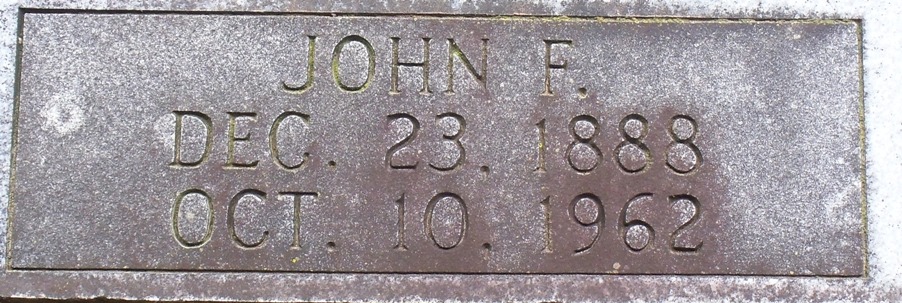 JOHN F.
DEC. 23. 1888
OCT. 10. 1962